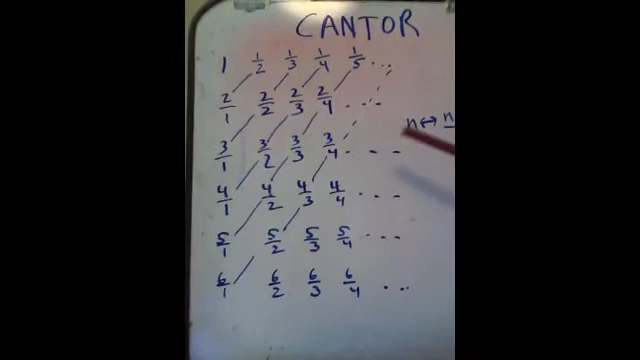 CANTOR
1 1/2 1/3 1/4 1/5 ...
2/1 2/2 2/3 2/4 ...
n ↔ n
3/1 3/2 3/3 3/4 ...
4/1 4/2 4/3 4/4 ...
5/1 5/2 5/3 5/4 ...
6/1 6/2 6/3 6/4 ...